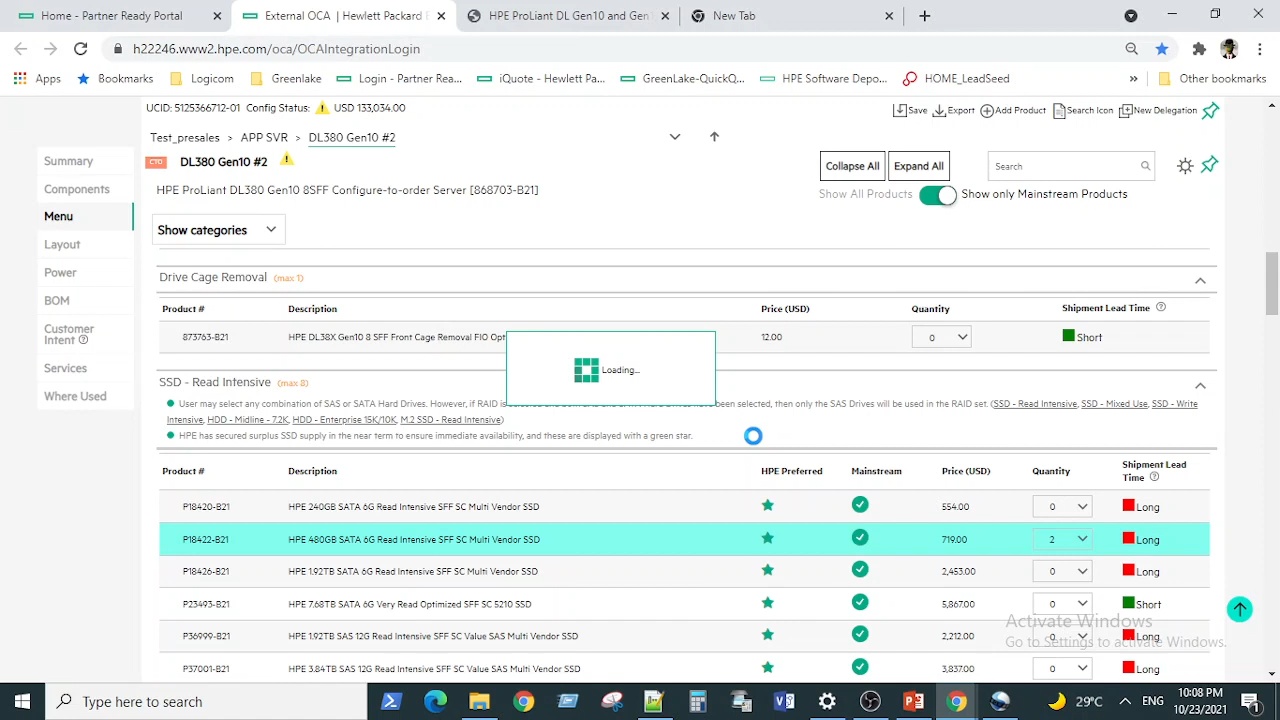 Home - Partner Ready Portal
External OCA | Hewlett Packard E
HPE ProLiant DL Gen10 and Gen
New Tab
h22246.www2.hpe.com/oca/OCAIntegrationLogin
Apps
Bookmarks
Logicom
Greenlake
Login - Partner Rea...
iQuote - Hewlett Pa...
GreenLake-QuickQ...
HPE Software Depo...
HOME_LeadSeed
»
Other bookmarks
UCID: 5125366712-01 Config Status: USD 133,034.00
Save Export Add Product Search Icon New Delegation
Test_presales > APP SVR > DL380 Gen10 #2
CTO DL380 Gen10 #2
Collapse All Expand All Search
HPE ProLiant DL380 Gen10 8SFF Configure-to-order Server [868703-B21]
Show All Products Show only Mainstream Products
Summary
Components
Menu
Layout
Power
BOM
Customer
Intent
Services
Where Used
Show categories
Drive Cage Removal (max 1)
Product # Description Price (USD) Quantity Shipment Lead Time
873763-B21 HPE DL38X Gen10 8 SFF Front Cage Removal FIO Opt 12.00 0 Short
Loading...
SSD - Read Intensive (max 8)
User may select any combination of SAS or SATA Hard Drives. However, if RAID is selected then only the SAS Drives will be used in the RAID set: (SSD - Read Intensive, SSD - Mixed Use, SSD - Write
Intensive, HDD - Midline - 7.2K, HDD - Enterprise 15K/10K, M.2 SSD - Read Intensive)
HPE has secured surplus SSD supply in the near term to ensure immediate availability, and these are displayed with a green star.
Product # Description HPE Preferred Mainstream Price (USD) Quantity Shipment Lead
Time
P18420-B21 HPE 240GB SATA 6G Read Intensive SFF SC Multi Vendor SSD 554.00 0 Long
P18422-B21 HPE 480GB SATA 6G Read Intensive SFF SC Multi Vendor SSD 719.00 2 Long
P18426-B21 HPE 1.92TB SATA 6G Read Intensive SFF SC Multi Vendor SSD 2,453.00 0 Long
P23493-B21 HPE 7.68TB SATA 6G Very Read Optimized SFF SC 5210 SSD 5,867.00 0 Short
P36999-B21 HPE 1.92TB SAS 12G Read Intensive SFF SC Value SAS Multi Vendor SSD 2,212.00 0 Long
P37001-B21 HPE 3.84TB SAS 12G Read Intensive SFF SC Value SAS Multi Vendor SSD 3,837.00 0 Long
Activate Windows
Go to Settings to activate Windows.
Type here to search
29°C
ENG
10:08 PM
10/23/2021
1